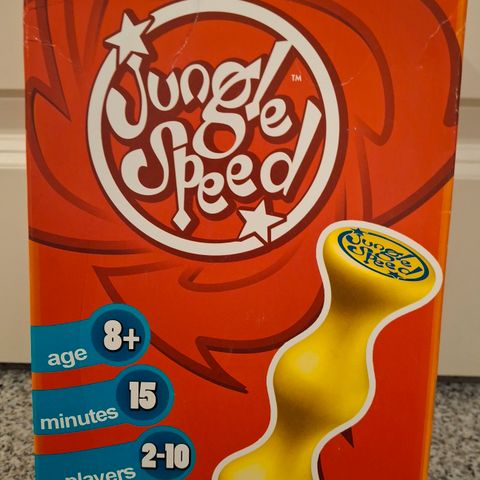 Jungle
Speed
™
Jungle
Speed
age 8+
minutes 15
players 2-10